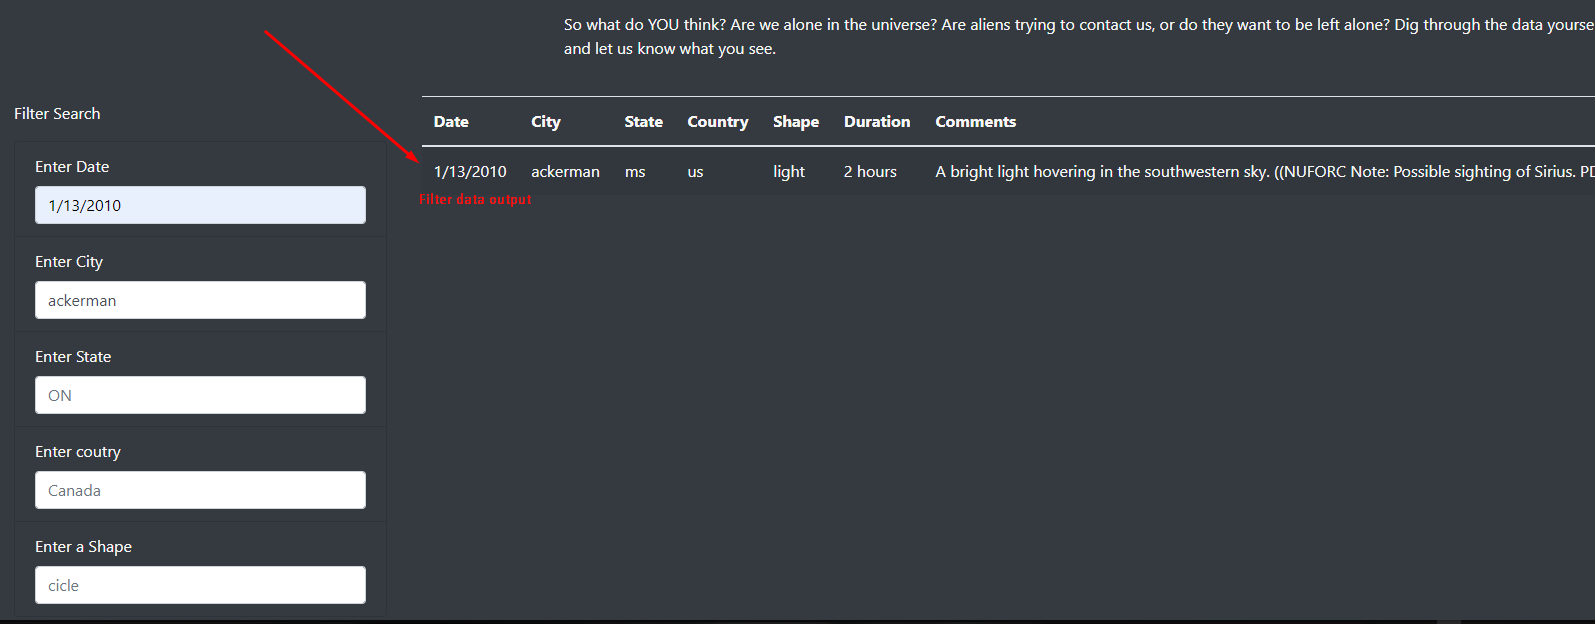 So what do YOU think? Are we alone in the universe? Are aliens trying to contact us, or do they want to be left alone? Dig through the data yourse
and let us know what you see.
Filter Search
Enter Date
1/13/2010
Enter City
ackerman
Enter State
ON
Enter coutry
Canada
Enter a Shape
cicle
Date City State Country Shape Duration Comments
1/13/2010 ackerman ms us light 2 hours A bright light hovering in the southwestern sky. ((NUFORC Note: Possible sighting of Sirius. PD
Filter data output